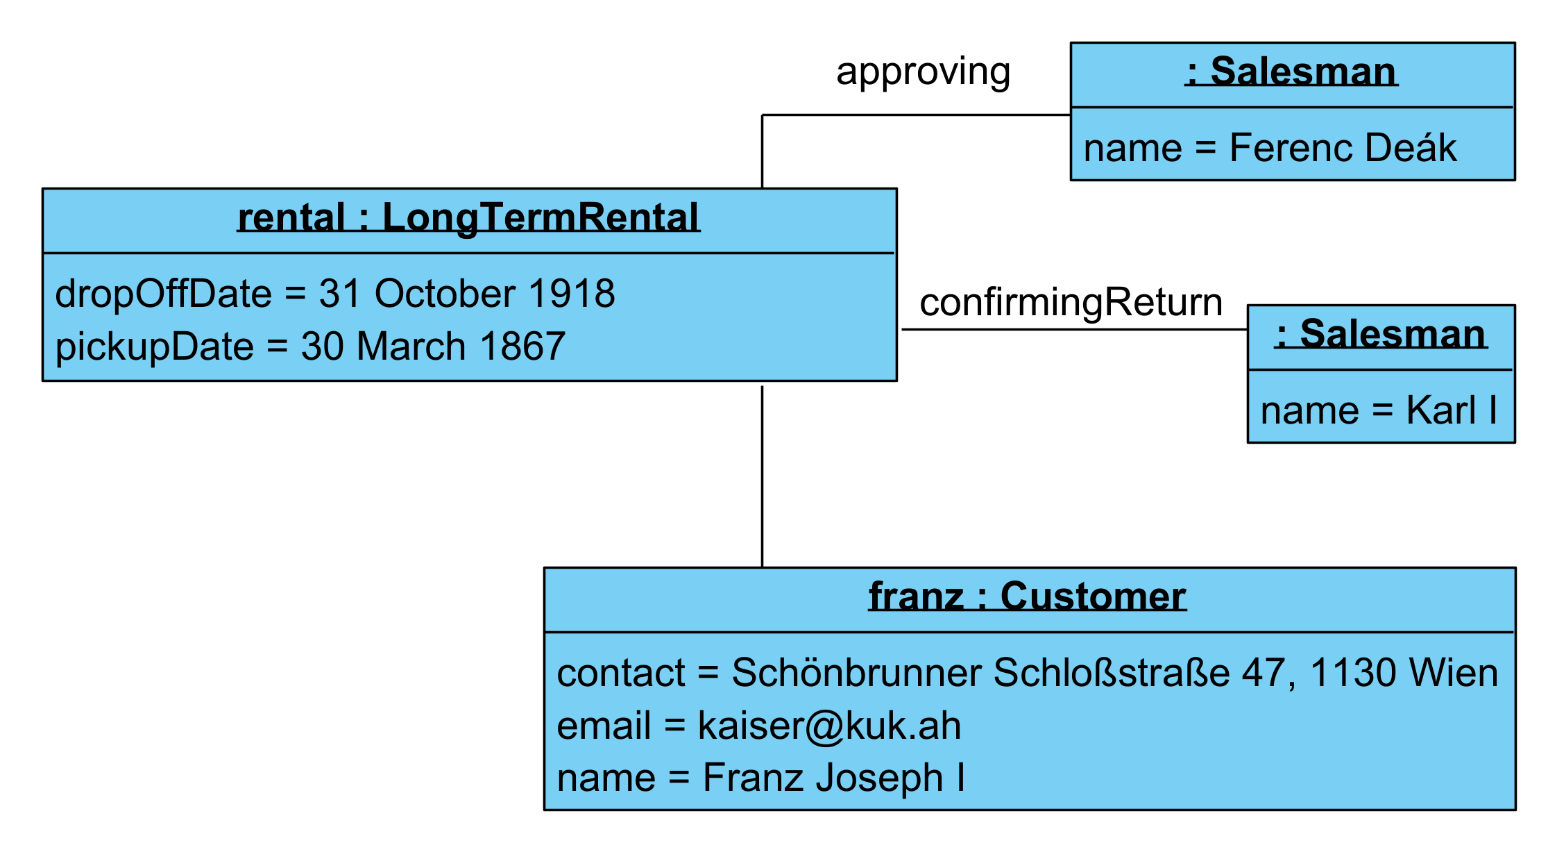 approving
: Salesman
name = Ferenc Deák
rental : LongTermRental
dropOffDate = 31 October 1918
pickupDate = 30 March 1867
confirmingReturn
: Salesman
name = Karl I
franz : Customer
contact = Schönbrunner Schloßstraße 47, 1130 Wien
email = kaiser@kuk.ah
name = Franz Joseph I